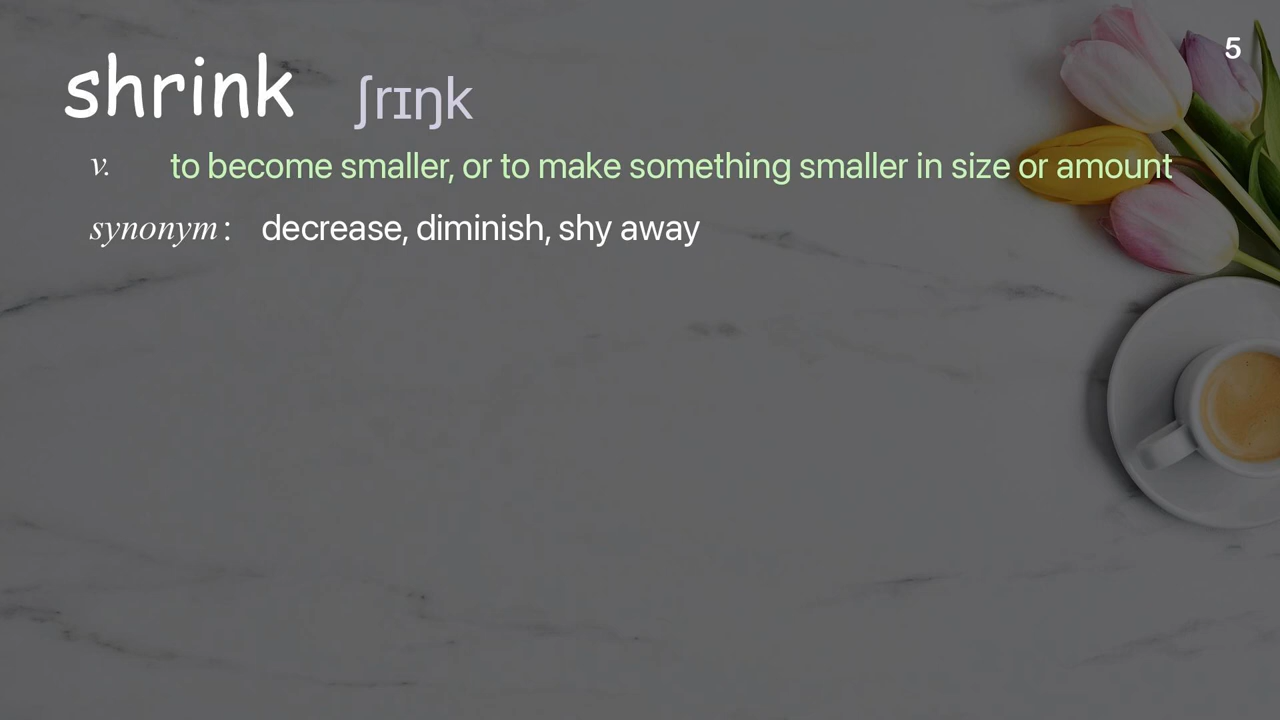 5
shrink ʃrɪŋk
v. to become smaller, or to make something smaller in size or amount
synonym : decrease, diminish, shy away